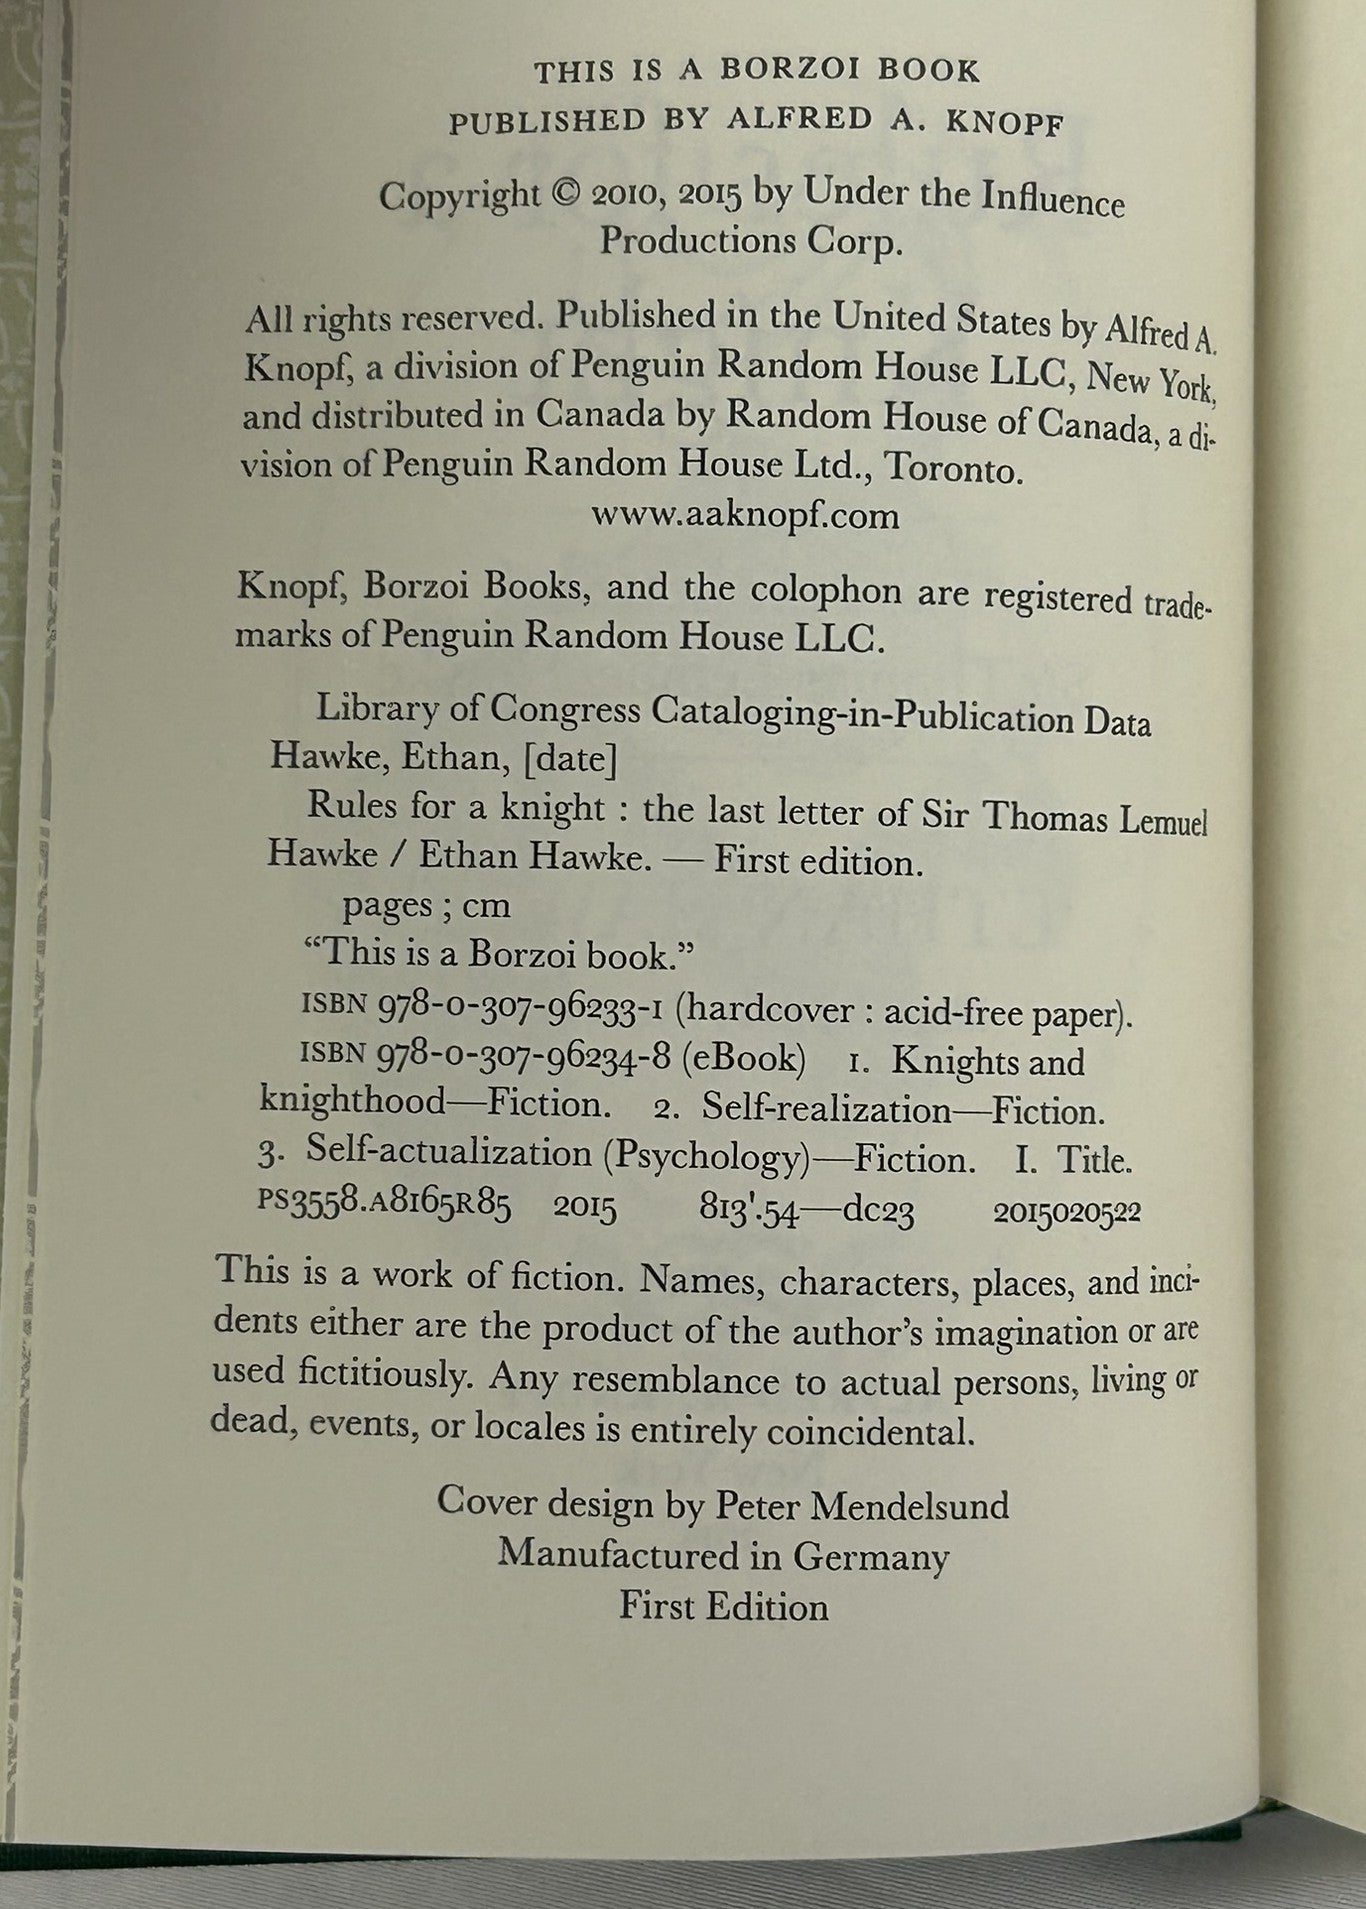 THIS IS A BORZOI BOOK
PUBLISHED BY ALFRED A. KNOPF
Copyright © 2010, 2015 by Under the Influence
Productions Corp.
All rights reserved. Published in the United States by Alfred A.
Knopf, a division of Penguin Random House LLC, New York,
and distributed in Canada by Random House of Canada, a di-
vision of Penguin Random House Ltd., Toronto.
www.aaknopf.com
Knopf, Borzoi Books, and the colophon are registered trade-
marks of Penguin Random House LLC.
Library of Congress Cataloging-in-Publication Data
Hawke, Ethan, [date]
Rules for a knight : the last letter of Sir Thomas Lemuel
Hawke / Ethan Hawke. — First edition.
pages ; cm
“This is a Borzoi book.”
ISBN 978-0-307-96233-1 (hardcover : acid-free paper).
ISBN 978-0-307-96234-8 (eBook) 1. Knights and
knighthood—Fiction. 2. Self-realization—Fiction.
3. Self-actualization (Psychology)—Fiction. I. Title.
PS3558.A8165R85 2015 813'.54—dc23 2015020522
This is a work of fiction. Names, characters, places, and inci-
dents either are the product of the author’s imagination or are
used fictitiously. Any resemblance to actual persons, living or
dead, events, or locales is entirely coincidental.
Cover design by Peter Mendelsund
Manufactured in Germany
First Edition